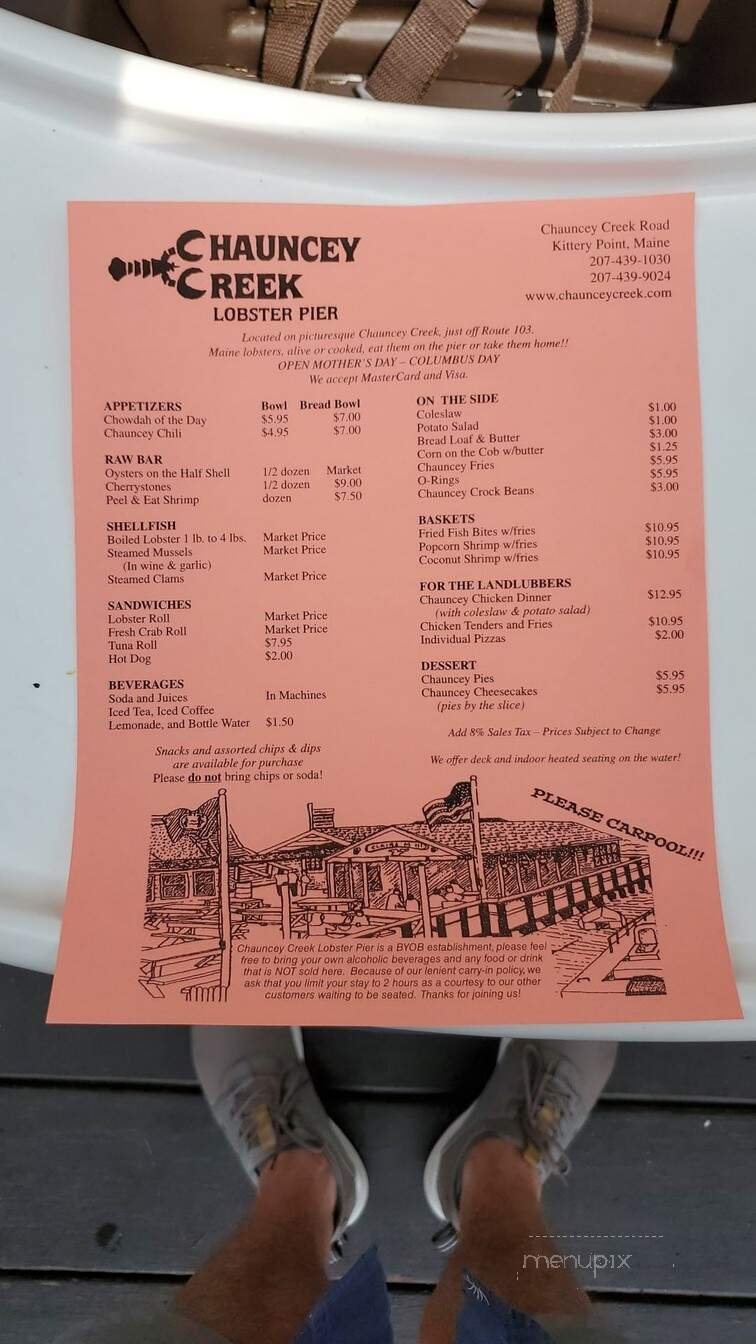 CHAUNCEY
CREEK
LOBSTER PIER
Chauncey Creek Road
Kittery Point, Maine
207-439-1030
207-439-9024
www.chaunceycreek.com
Located on picturesque Chauncey Creek, just off Route 103.
Maine lobsters, alive or cooked, eat them on the pier or take them home!!
OPEN MOTHER'S DAY – COLUMBUS DAY
We accept MasterCard and Visa.
APPETIZERS Bowl Bread Bowl
Chowdah of the Day $5.95 $7.00
Chauncey Chili $4.95 $7.00
RAW BAR
Oysters on the Half Shell 1/2 dozen Market
Cherrystones 1/2 dozen $9.00
Peel & Eat Shrimp dozen $7.50
SHELLFISH
Boiled Lobster 1 lb. to 4 lbs. Market Price
Steamed Mussels Market Price
(In wine & garlic)
Steamed Clams Market Price
SANDWICHES
Lobster Roll Market Price
Fresh Crab Roll Market Price
Tuna Roll $7.95
Hot Dog $2.00
BEVERAGES
Soda and Juices In Machines
Iced Tea, Iced Coffee
Lemonade, and Bottle Water $1.50
Snacks and assorted chips & dips
are available for purchase
Please do not bring chips or soda!
ON THE SIDE
Coleslaw $1.00
Potato Salad $1.00
Bread Loaf & Butter $3.00
Corn on the Cob w/butter $1.25
Chauncey Fries $5.95
O-Rings $5.95
Chauncey Crock Beans $3.00
BASKETS
Fried Fish Bites w/fries $10.95
Popcorn Shrimp w/fries $10.95
Coconut Shrimp w/fries $10.95
FOR THE LANDLUBBERS
Chauncey Chicken Dinner $12.95
(with coleslaw & potato salad)
Chicken Tenders and Fries $10.95
Individual Pizzas $2.00
DESSERT
Chauncey Pies $5.95
Chauncey Cheesecakes $5.95
(pies by the slice)
Add 8% Sales Tax – Prices Subject to Change
We offer deck and indoor heated seating on the water!
PLEASE CARPOOL!!!
Chauncey Creek Lobster Pier is a BYOB establishment, please feel
free to bring your own alcoholic beverages and any food or drink
that is NOT sold here. Because of our lenient carry-in policy, we
ask that you limit your stay to 2 hours as a courtesy to our other
customers waiting to be seated. Thanks for joining us!
menupix